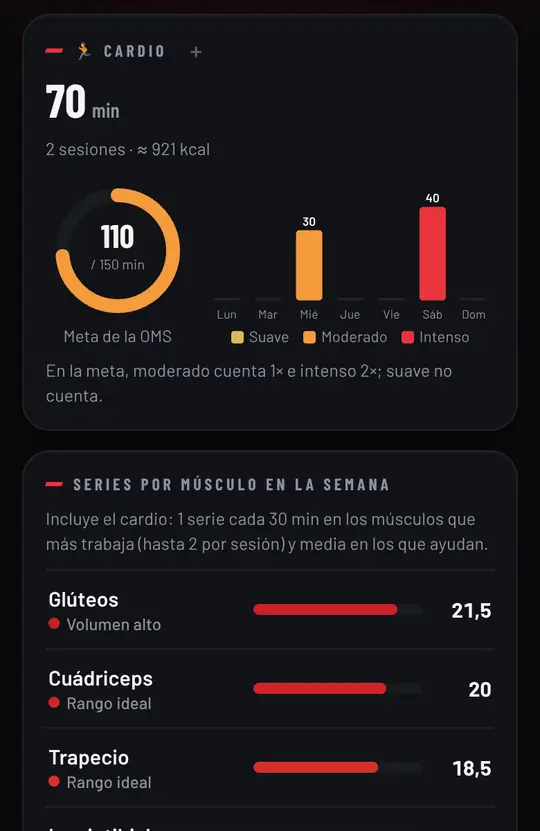 CARDIO +
70 min
2 sesiones · ≈ 921 kcal
110
/ 150 min
Meta de la OMS
30
40
Lun Mar Mié Jue Vie Sáb Dom
Suave Moderado Intenso
En la meta, moderado cuenta 1× e intenso 2×; suave no
cuenta.
SERIES POR MÚSCULO EN LA SEMANA
Incluye el cardio: 1 serie cada 30 min en los músculos que
más trabaja (hasta 2 por sesión) y media en los que ayudan.
Glúteos
Volumen alto
21,5
Cuádriceps
Rango ideal
20
Trapecio
Rango ideal
18,5